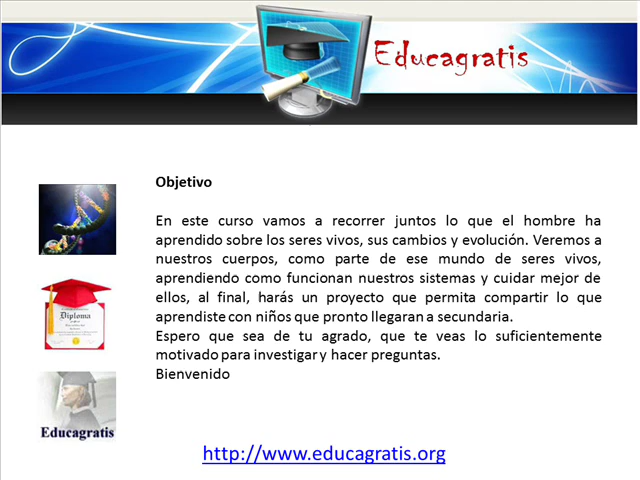 Educagratis
Objetivo
En este curso vamos a recorrer juntos lo que el hombre ha
aprendido sobre los seres vivos, sus cambios y evolución. Veremos a
nuestros cuerpos, como parte de ese mundo de seres vivos,
aprendiendo como funcionan nuestros sistemas y cuidar mejor de
ellos, al final, harás un proyecto que permita compartir lo que
aprendiste con niños que pronto llegaran a secundaria.
Espero que sea de tu agrado, que te veas lo suficientemente
motivado para investigar y hacer preguntas.
Bienvenido
Diploma
Educagratis
http://www.educagratis.org